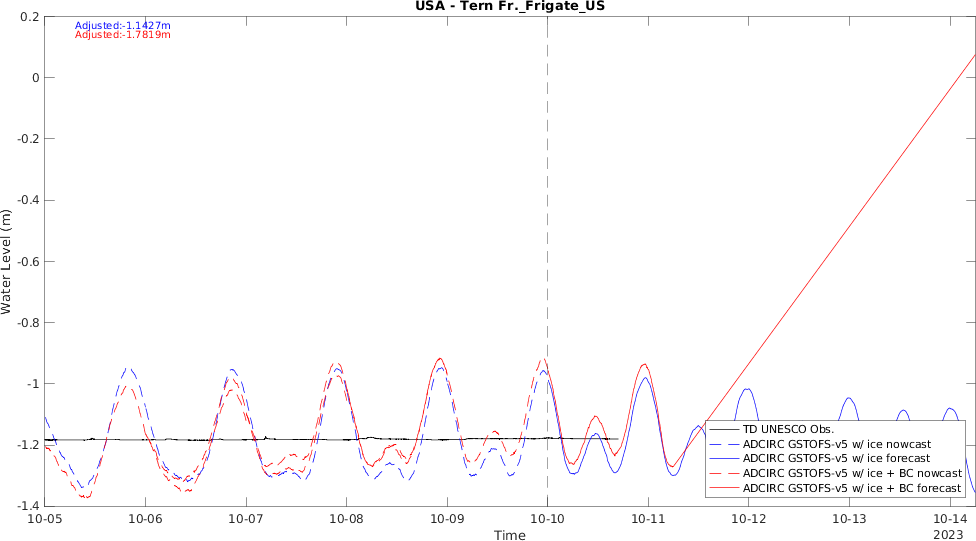 USA - Tern Fr._Frigate_US
Adjusted:-1.1427m
Adjusted:-1.7819m
Water Level (m)
0.2
0
-0.2
-0.4
-0.6
-0.8
-1
-1.2
-1.4
TD UNESCO Obs.
ADCIRC GSTOFS-v5 w/ ice nowcast
ADCIRC GSTOFS-v5 w/ ice forecast
ADCIRC GSTOFS-v5 w/ ice + BC nowcast
ADCIRC GSTOFS-v5 w/ ice + BC forecast
10-05 10-06 10-07 10-08 10-09 10-10 10-11 10-12 10-13 10-14
Time
2023